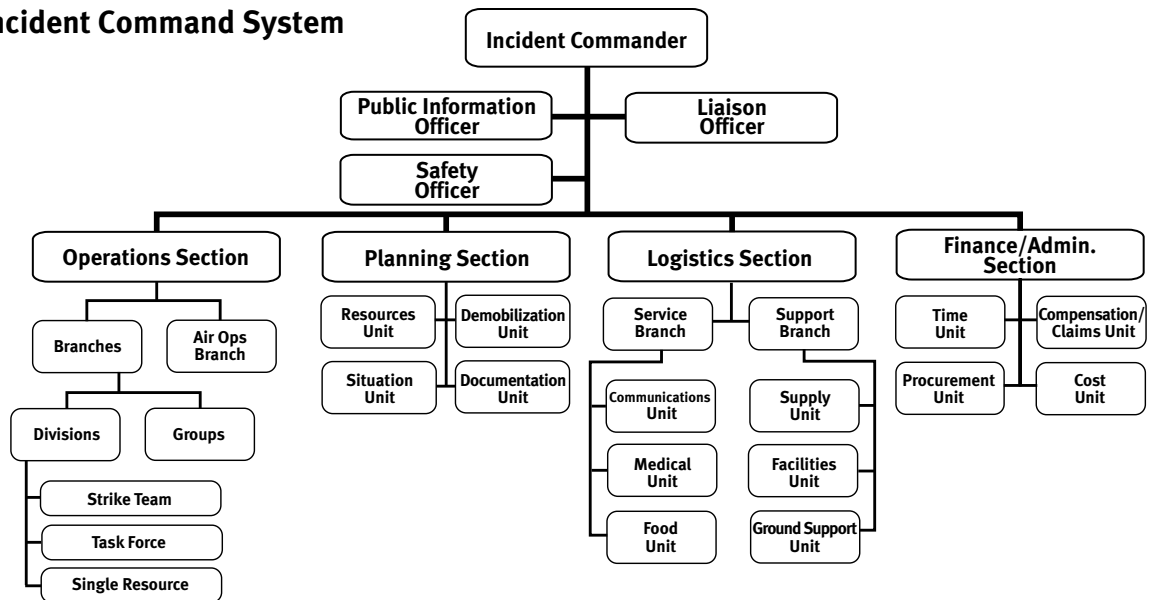 ncident Command System
Incident Commander
Public Information
Officer
Liaison
Officer
Safety
Officer
Operations Section
Planning Section
Logistics Section
Finance/Admin.
Section
Branches
Air Ops
Branch
Divisions
Groups
Strike Team
Task Force
Single Resource
Resources
Unit
Demobilization
Unit
Situation
Unit
Documentation
Unit
Service
Branch
Support
Branch
Communications
Unit
Medical
Unit
Food
Unit
Supply
Unit
Facilities
Unit
Ground Support
Unit
Time
Unit
Compensation/
Claims Unit
Procurement
Unit
Cost
Unit